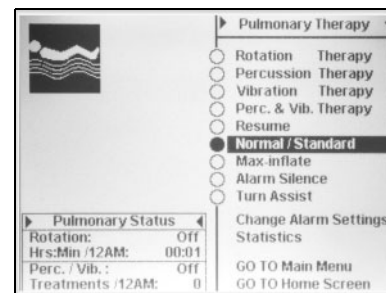 Pulmonary Therapy
Rotation Therapy
Percussion Therapy
Vibration Therapy
Perc. & Vib. Therapy
Resume
Normal / Standard
Max-inflate
Alarm Silence
Turn Assist
Change Alarm Settings
Statistics
GO TO Main Menu
GO TO Home Screen
Pulmonary Status
Rotation: Off
Hrs:Min /12AM: 00:01
Perc. / Vib. : Off
Treatments /12AM: 0